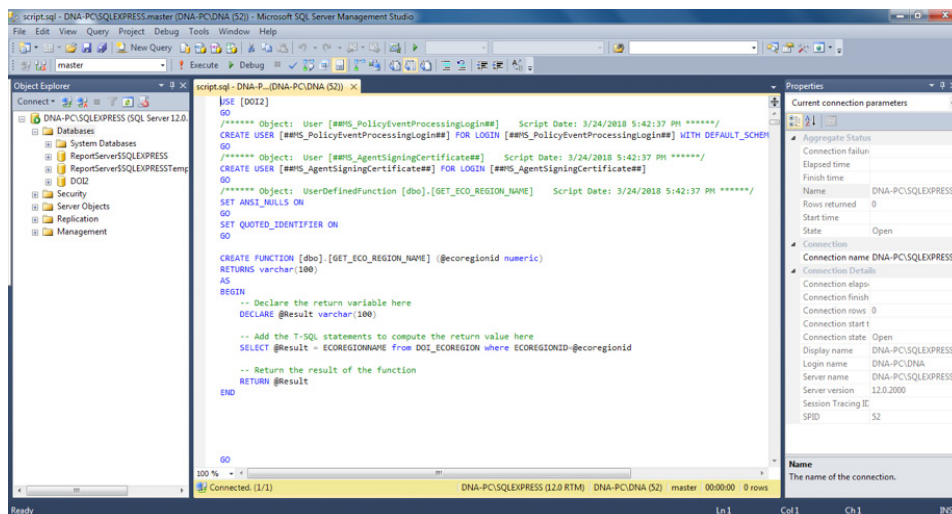 script.sql - DNA-PC\SQLEXPRESS.master (DNA-PC\DNA (52)) - Microsoft SQL Server Management Studio
File Edit View Query Project Debug Tools Window Help
New Query
master Execute Debug
Object Explorer
Connect
DNA-PC\SQLEXPRESS (SQL Server 12.0.
Databases
System Databases
ReportServer$SQLEXPRESS
ReportServer$SQLEXPRESSTemp
DOI2
Security
Server Objects
Replication
Management
script.sql - DNA-P...(DNA-PC\DNA (52))
USE [DOI2]
GO
/****** Object: User [##MS_PolicyEventProcessingLogin##] Script Date: 3/24/2018 5:42:37 PM ******/
CREATE USER [##MS_PolicyEventProcessingLogin##] FOR LOGIN [##MS_PolicyEventProcessingLogin##] WITH DEFAULT_SCHEM
GO
/****** Object: User [##MS_AgentSigningCertificate##] Script Date: 3/24/2018 5:42:37 PM ******/
CREATE USER [##MS_AgentSigningCertificate##] FOR LOGIN [##MS_AgentSigningCertificate##]
GO
/****** Object: UserDefinedFunction [dbo].[GET_ECO_REGION_NAME] Script Date: 3/24/2018 5:42:37 PM ******/
SET ANSI_NULLS ON
GO
SET QUOTED_IDENTIFIER ON
GO
CREATE FUNCTION [dbo].[GET_ECO_REGION_NAME] (@ecoregionid numeric)
RETURNS varchar(100)
AS
BEGIN
-- Declare the return variable here
DECLARE @Result varchar(100)
-- Add the T-SQL statements to compute the return value here
SELECT @Result = ECOREGIONNAME from DOI_ECOREGION where ECOREGIONID=@ecoregionid
-- Return the result of the function
RETURN @Result
END
GO
100 %
Connected. (1/1) DNA-PC\SQLEXPRESS (12.0 RTM) DNA-PC\DNA (52) master 00:00:00 0 rows
Properties
Current connection parameters
Aggregate Status
Connection failur
Elapsed time
Finish time
Name DNA-PC\SQLEXPRESS
Rows returned 0
Start time
State Open
Connection
Connection name DNA-PC\SQLEXPRESS
Connection Details
Connection elaps
Connection finish
Connection rows 0
Connection start t
Connection state Open
Display name DNA-PC\SQLEXPRESS
Login name DNA-PC\DNA
Server name DNA-PC\SQLEXPRESS
Server version 12.0.2000
Session Tracing ID
SPID 52
Name
The name of the connection.
Ready Ln 1 Col 1 Ch 1 INS